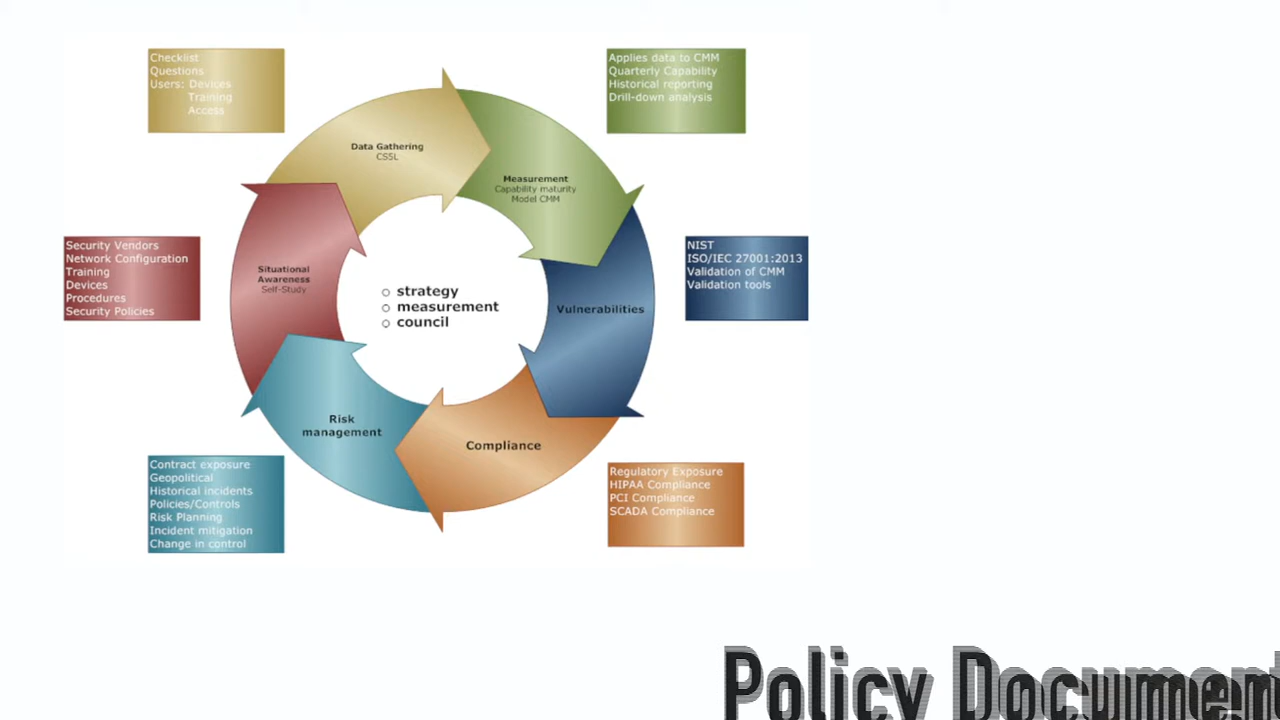 Checklist
Questions
Users: Devices
Training
Access
Applies data to CMM
Quarterly Capability
Historical reporting
Drill-down analysis
Data Gathering
CSSL
Measurement
Capability maturity
Model CMM
Security Vendors
Network Configuration
Training
Devices
Procedures
Security Policies
Situational
Awareness
Self-Study
strategy
measurement
council
Vulnerabilities
NIST
ISO/IEC 27001:2013
Validation of CMM
Validation tools
Risk
management
Compliance
Contract exposure
Geopolitical
Historical incidents
Policies/Controls
Risk Planning
Incident mitigation
Change in control
Regulatory Exposure
HIPAA Compliance
PCI Compliance
SCADA Compliance
Policy Document